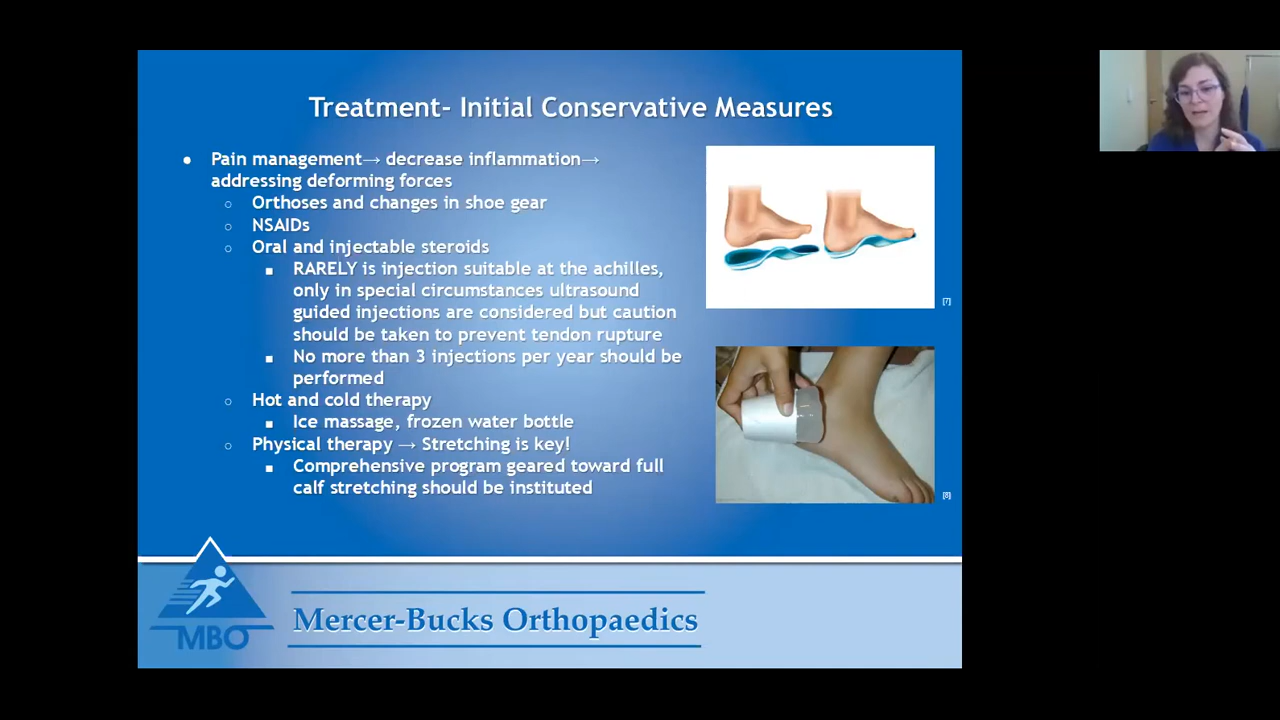 Treatment- Initial Conservative Measures
● Pain management→ decrease inflammation→
addressing deforming forces
○ Orthoses and changes in shoe gear
○ NSAIDs
○ Oral and injectable steroids
■ RARELY is injection suitable at the achilles,
only in special circumstances ultrasound
guided injections are considered but caution
should be taken to prevent tendon rupture
■ No more than 3 injections per year should be
performed
○ Hot and cold therapy
■ Ice massage, frozen water bottle
○ Physical therapy → Stretching is key!
■ Comprehensive program geared toward full
calf stretching should be instituted
[7]
[8]
MBO
Mercer-Bucks Orthopaedics